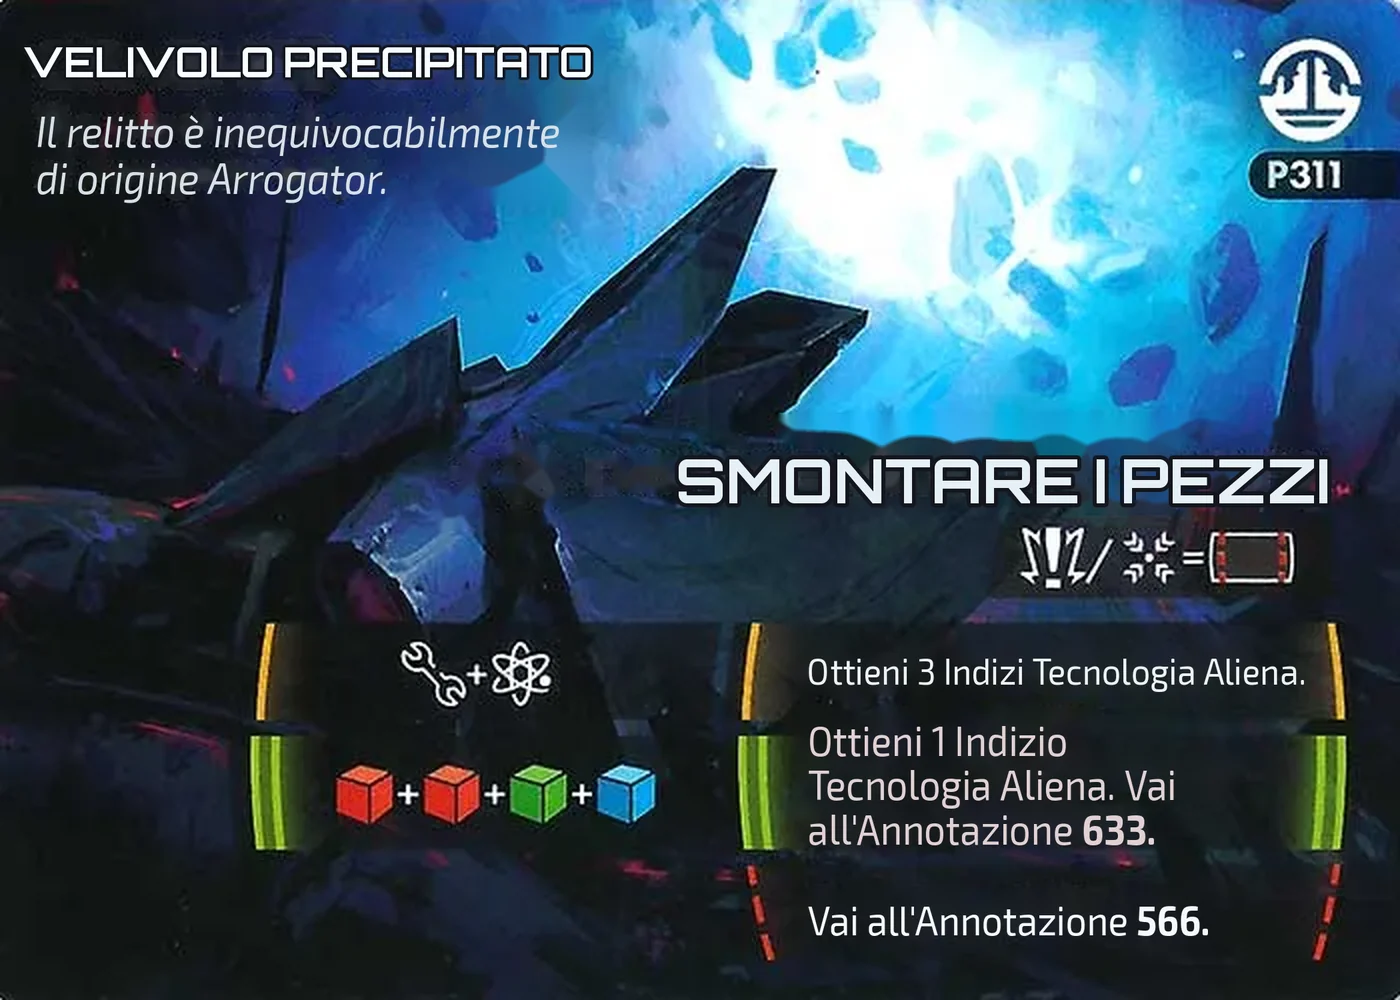 VELIVOLO PRECIPITATO
Il relitto è inequivocabilmente
di origine Arrogator.
P311
SMONTARE I PEZZI
Ottieni 3 Indizi Tecnologia Aliena.
Ottieni 1 Indizio
Tecnologia Aliena. Vai
all'Annotazione 633.
Vai all'Annotazione 566.